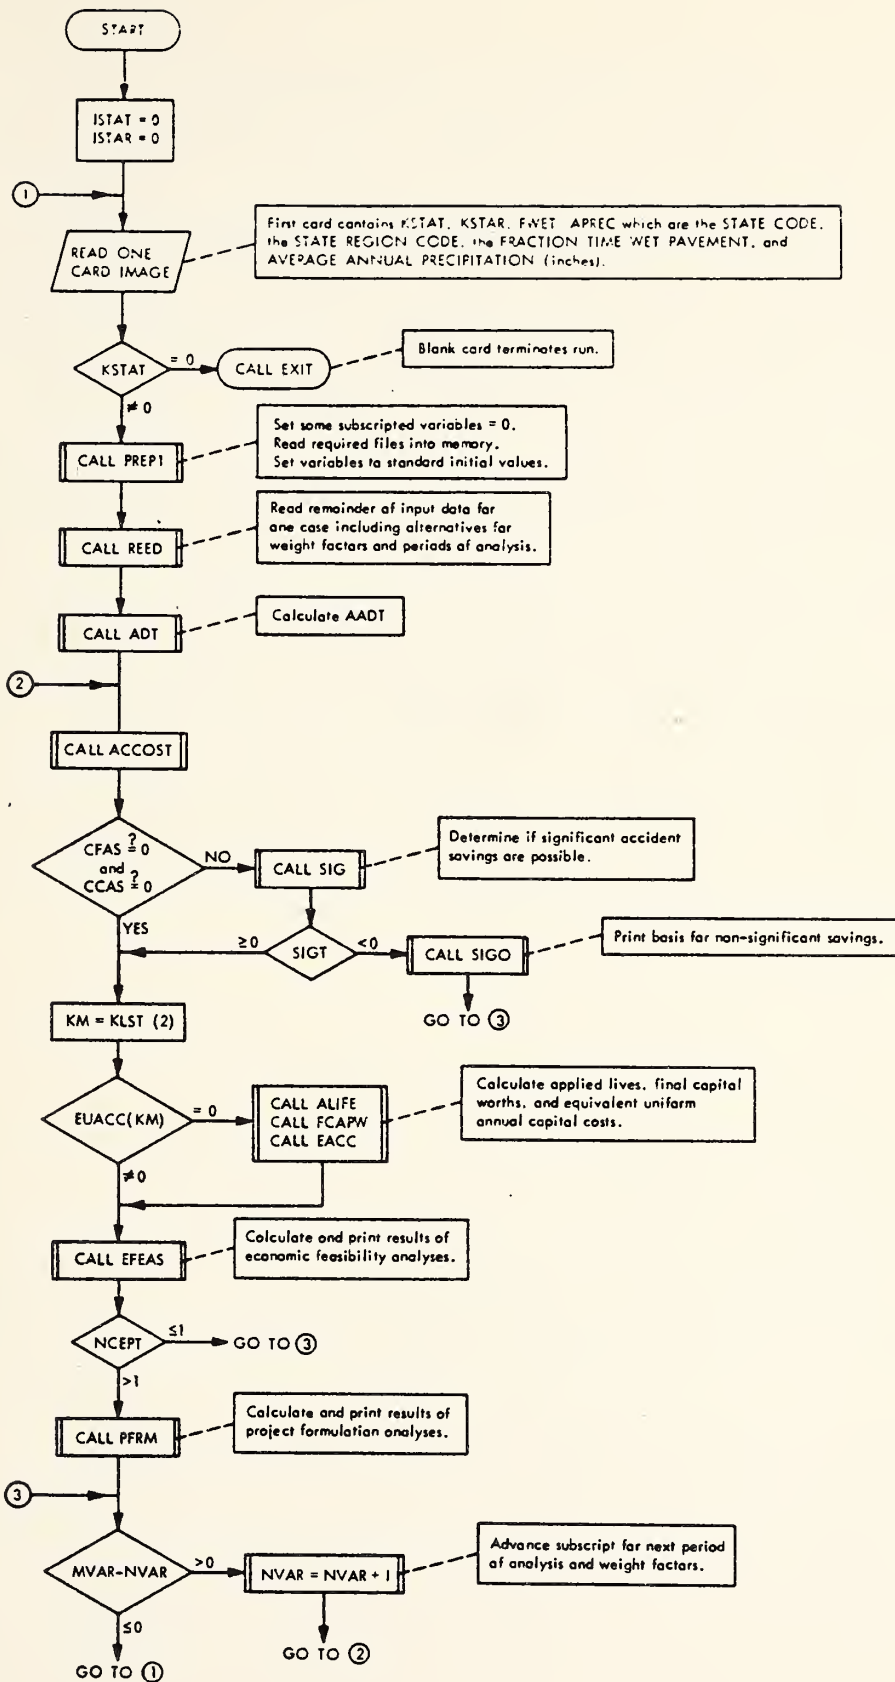 START
ISTAT = 0
ISTAR = 0
1
READ ONE
CARD IMAGE
First card contains KSTAT, KSTAR, FWET, APREC which are the STATE CODE,
the STATE REGION CODE, the FRACTION TIME WET PAVEMENT, and
AVERAGE ANNUAL PRECIPITATION (inches).
KSTAT
= 0
CALL EXIT
Blank card terminates run.
≠0
CALL PREP1
Set some subscripted variables = 0.
Read required files into memory.
Set variables to standard initial values.
CALL REED
Read remainder of input data for
one case including alternatives for
weight factors and periods of analysis.
CALL ADT
Calculate AADT
2
CALL ACCOST
CFAS ≟ 0
and
CCAS ≟ 0
NO
CALL SIG
Determine if significant accident
savings are possible.
YES
≥0
SIGT
<0
CALL SIGO
Print basis for non-significant savings.
GO TO 3
KM = KLST (2)
EUACC(KM)
= 0
CALL ALIFE
CALL FCAPW
CALL EACC
Calculate applied lives, final capital
worths, and equivalent uniform
annual capital costs.
≠0
CALL EFEAS
Calculate and print results of
economic feasibility analyses.
NCEPT
≤1
GO TO 3
>1
CALL PFRM
Calculate and print results of
project formulation analyses.
3
MVAR-NVAR
>0
NVAR = NVAR + 1
Advance subscript for next period
of analysis and weight factors.
≤0
GO TO 1
GO TO 2